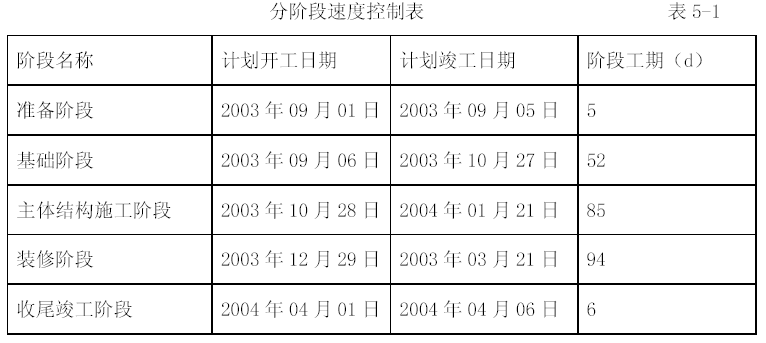 分阶段速度控制表 表 5-1
阶段名称 计划开工日期 计划竣工日期 阶段工期（d）
准备阶段 2003 年 09 月 01 日 2003 年 09 月 05 日 5
基础阶段 2003 年 09 月 06 日 2003 年 10 月 27 日 52
主体结构施工阶段 2003 年 10 月 28 日 2004 年 01 月 21 日 85
装修阶段 2003 年 12 月 29 日 2003 年 03 月 21 日 94
收尾竣工阶段 2004 年 04 月 01 日 2004 年 04 月 06 日 6